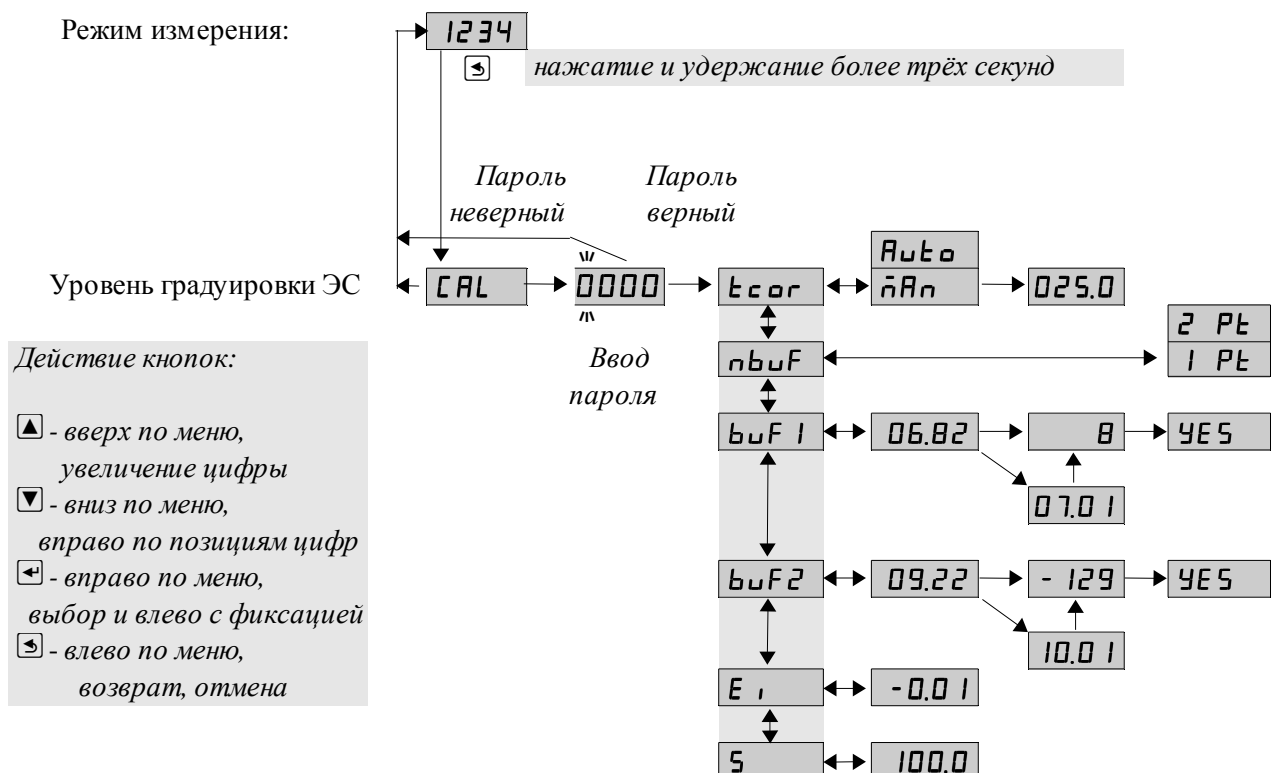 Режим измерения:
1234
нажатие и удержание более трёх секунд
Пароль неверный
Пароль верный
Auto
Уровень градуировки ЭС
CAL
0000
tcor
n̄An
025.0
2 Pt
Действие кнопок:
Ввод
пароля
nbuF
1 Pt
- вверх по меню,
увеличение цифры
buF1
06.82
8
YES
- вниз по меню,
вправо по позициям цифр
07.01
- вправо по меню,
выбор и влево с фиксацией
buF2
09.22
- 129
YES
- влево по меню,
возврат, отмена
10.01
E i
-0.01
S
100.0